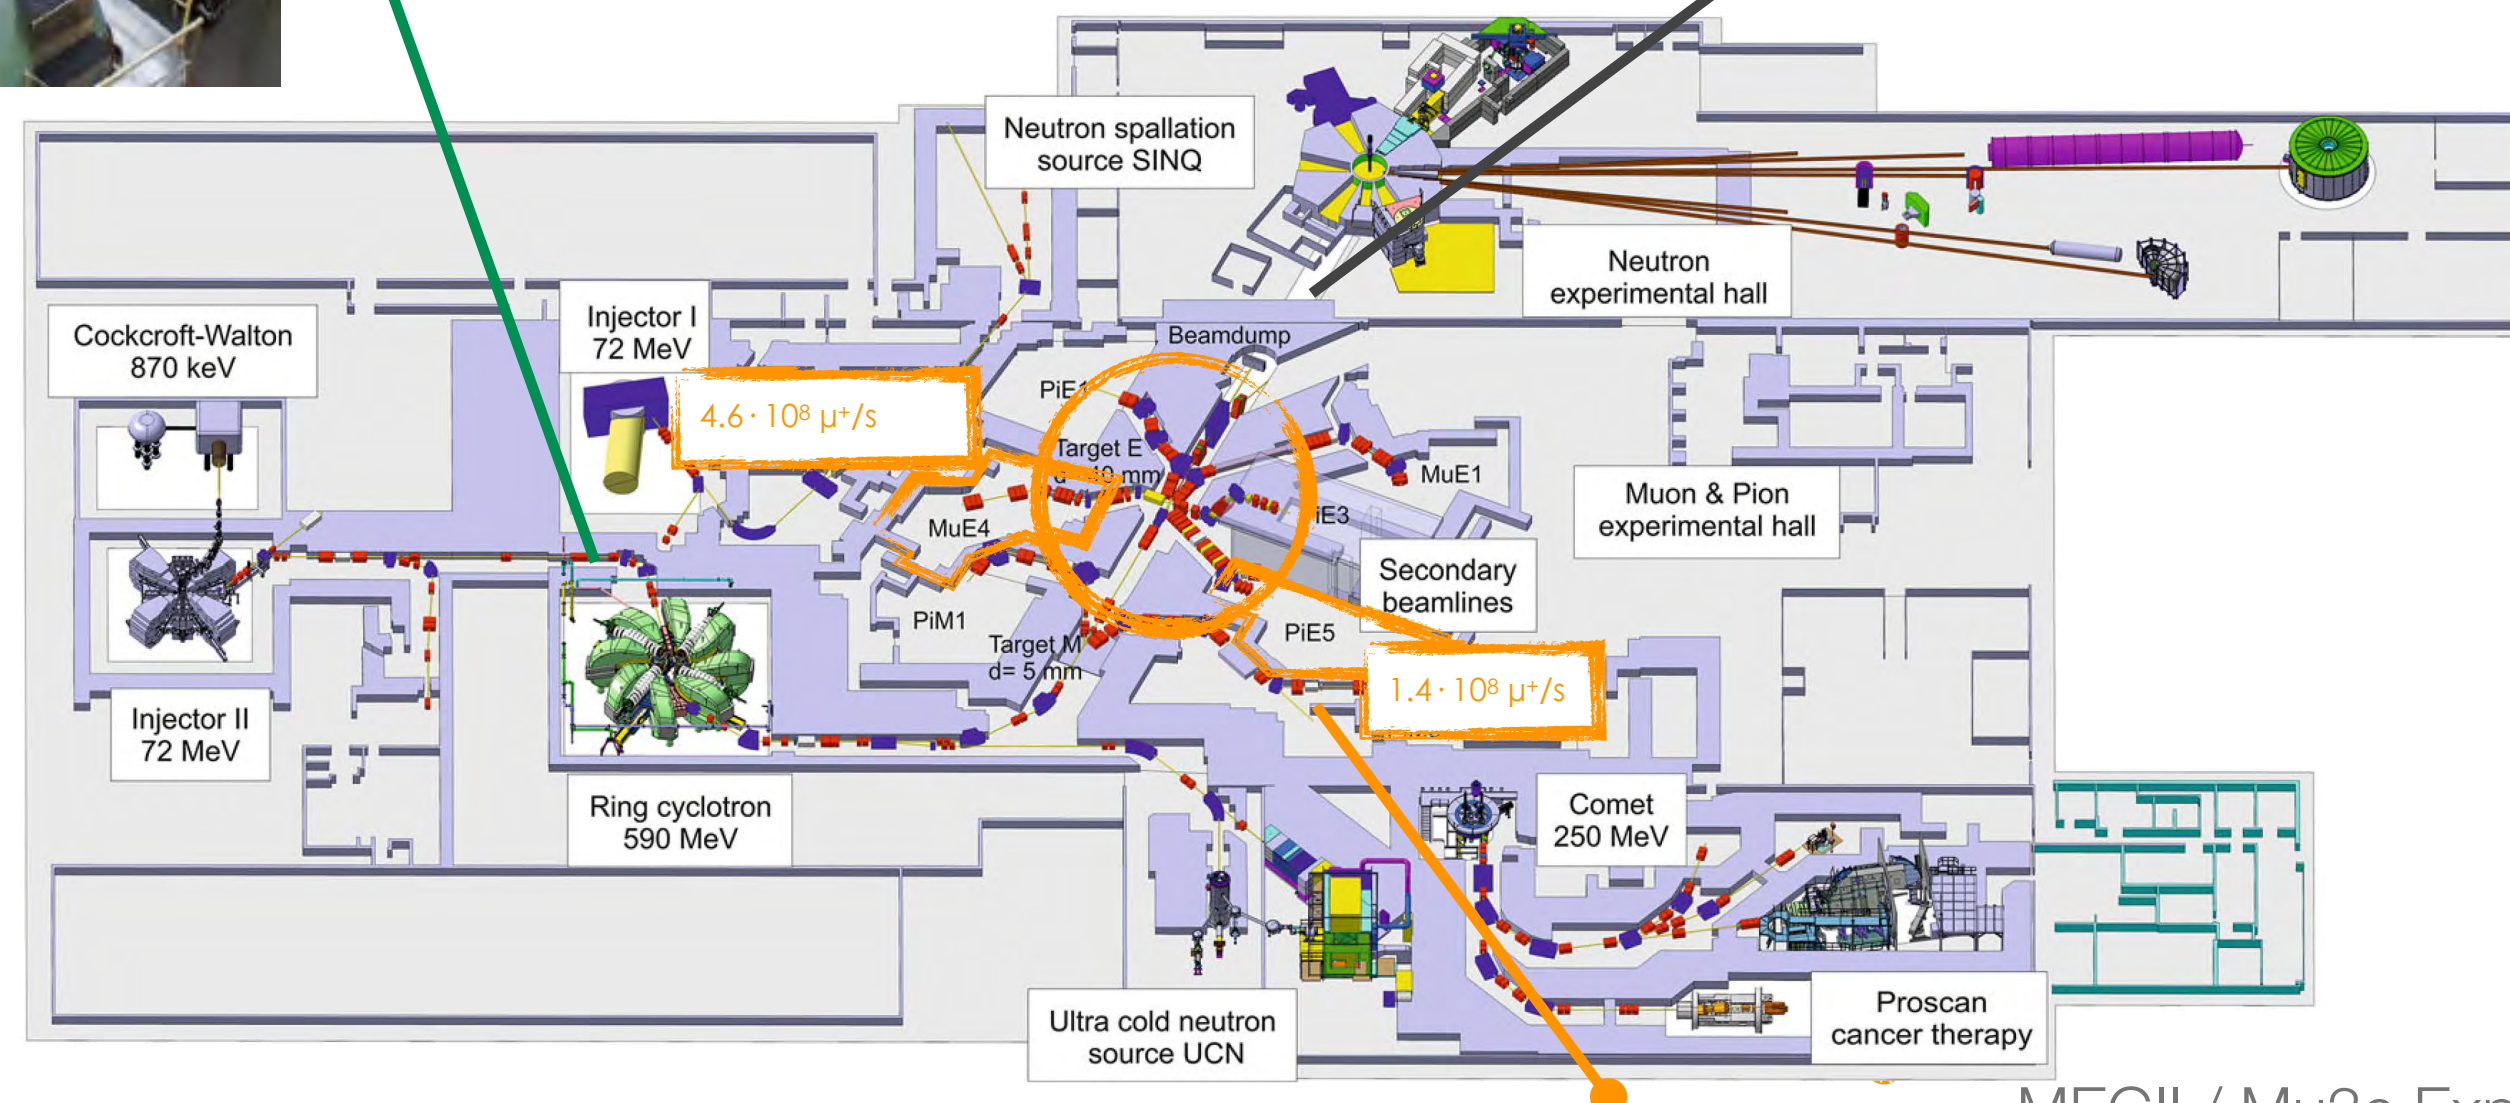 Neutron spallation
source SINQ
Neutron
experimental hall
Cockcroft-Walton
870 keV
Injector I
72 MeV
Beamdump
PiE1
4.6· 10⁸ µ⁺/s
Target E
mm
MuE1
MuE4
iE3
Muon & Pion
experimental hall
Secondary
beamlines
PiM1
PiE5
Target M
d= 5 mm
1.4· 10⁸ µ⁺/s
Injector II
72 MeV
Ring cyclotron
590 MeV
Comet
250 MeV
Ultra cold neutron
source UCN
Proscan
cancer therapy